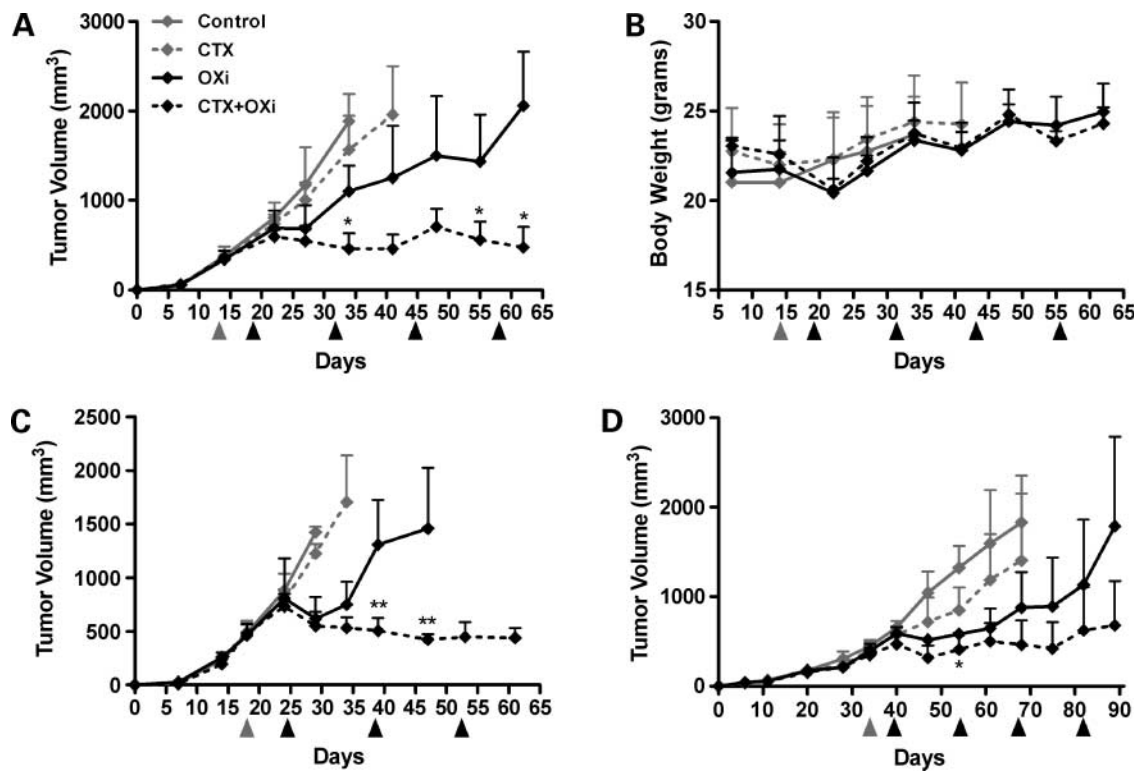 A
Tumor Volume (mm3)
3000
2000
1000
0
Control
CTX
OXi
CTX+OXi
*
*
*
0 5 10 15 20 25 30 35 40 45 50 55 60 65
Days
B
Body Weight (grams)
30
25
20
15
5 10 15 20 25 30 35 40 45 50 55 60 65
Days
C
Tumor Volume (mm3)
2500
2000
1500
1000
500
0
**
**
0 5 10 15 20 25 30 35 40 45 50 55 60 65
Days
D
Tumor Volume (mm3)
3000
2000
1000
0
*
0 10 20 30 40 50 60 70 80 90
Days